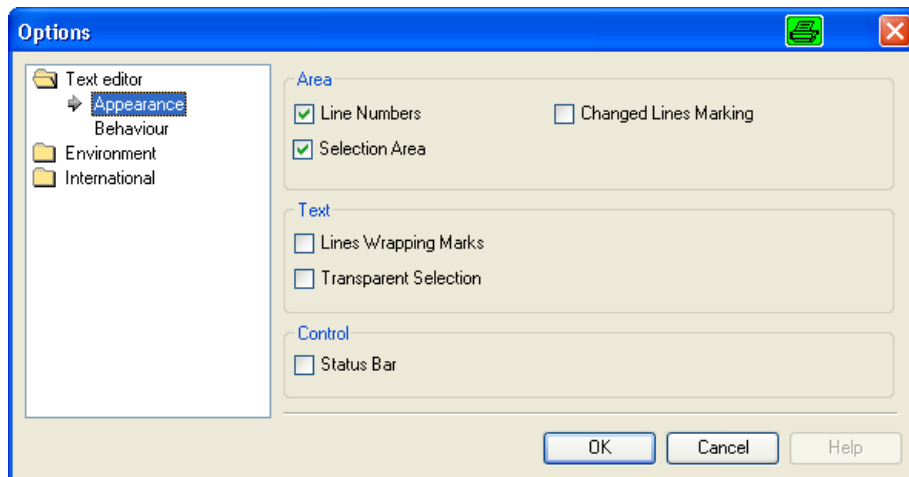 Options
Text editor
Appearance
Behaviour
Environment
International
Area
Line Numbers
Changed Lines Marking
Selection Area
Text
Lines Wrapping Marks
Transparent Selection
Control
Status Bar
OK
Cancel
Help